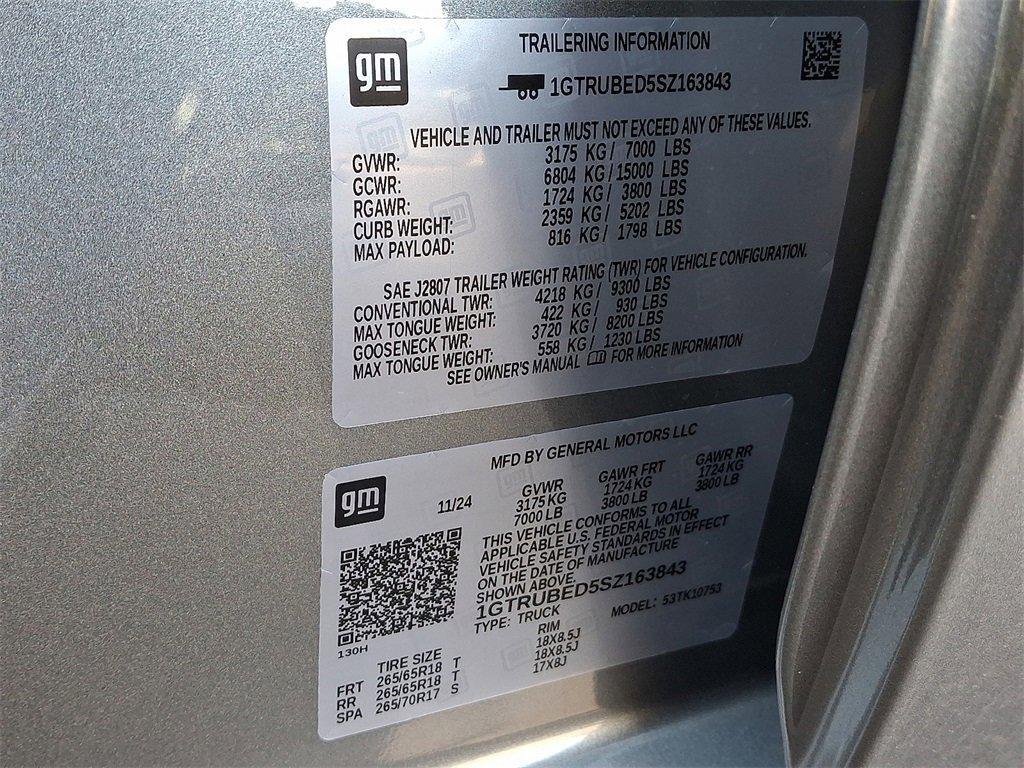 gm
TRAILERING INFORMATION
1GTRUBED5SZ163843
VEHICLE AND TRAILER MUST NOT EXCEED ANY OF THESE VALUES.
GVWR: 3175 KG / 7000 LBS
GCWR: 6804 KG / 15000 LBS
RGAWR: 1724 KG / 3800 LBS
CURB WEIGHT: 2359 KG / 5202 LBS
MAX PAYLOAD: 816 KG / 1798 LBS
SAE J2807 TRAILER WEIGHT RATING (TWR) FOR VEHICLE CONFIGURATION.
CONVENTIONAL TWR: 4218 KG / 9300 LBS
MAX TONGUE WEIGHT: 422 KG / 930 LBS
GOOSENECK TWR: 3720 KG / 8200 LBS
MAX TONGUE WEIGHT: 558 KG / 1230 LBS
SEE OWNER'S MANUAL FOR MORE INFORMATION
gm
MFD BY GENERAL MOTORS LLC
11/24 GVWR GAWR FRT GAWR RR
3175 KG 1724 KG 1724 KG
7000 LB 3800 LB 3800 LB
THIS VEHICLE CONFORMS TO ALL
APPLICABLE U.S. FEDERAL MOTOR
VEHICLE SAFETY STANDARDS IN EFFECT
ON THE DATE OF MANUFACTURE
SHOWN ABOVE.
1GTRUBED5SZ163843
TYPE: TRUCK MODEL: 53TK10753
130H
TIRE SIZE RIM
FRT 265/65R18 T 18X8.5J
RR 265/65R18 T 18X8.5J
SPA 265/70R17 S 17X8J